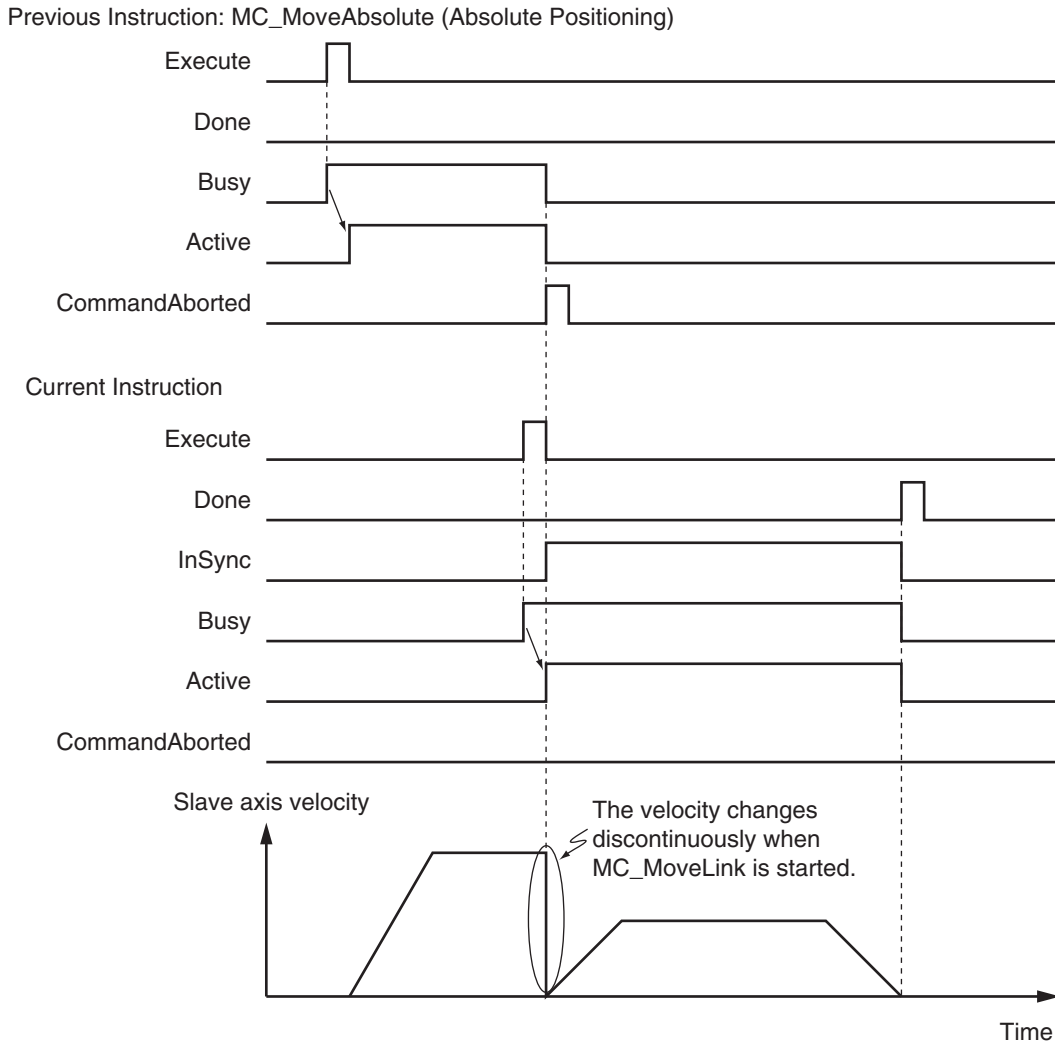 Previous Instruction: MC_MoveAbsolute (Absolute Positioning)
Execute
Done
Busy
Active
CommandAborted
Current Instruction
Execute
Done
InSync
Busy
Active
CommandAborted
Slave axis velocity
The velocity changes
discontinuously when
MC_MoveLink is started.
Time